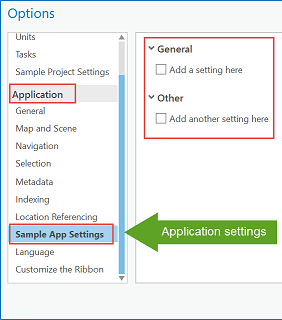 Options
Units
Tasks
Sample Project Settings
Application
General
Map and Scene
Navigation
Selection
Metadata
Indexing
Location Referencing
Sample App Settings
Language
Customize the Ribbon
General
Add a setting here
Other
Add another setting here
Application settings